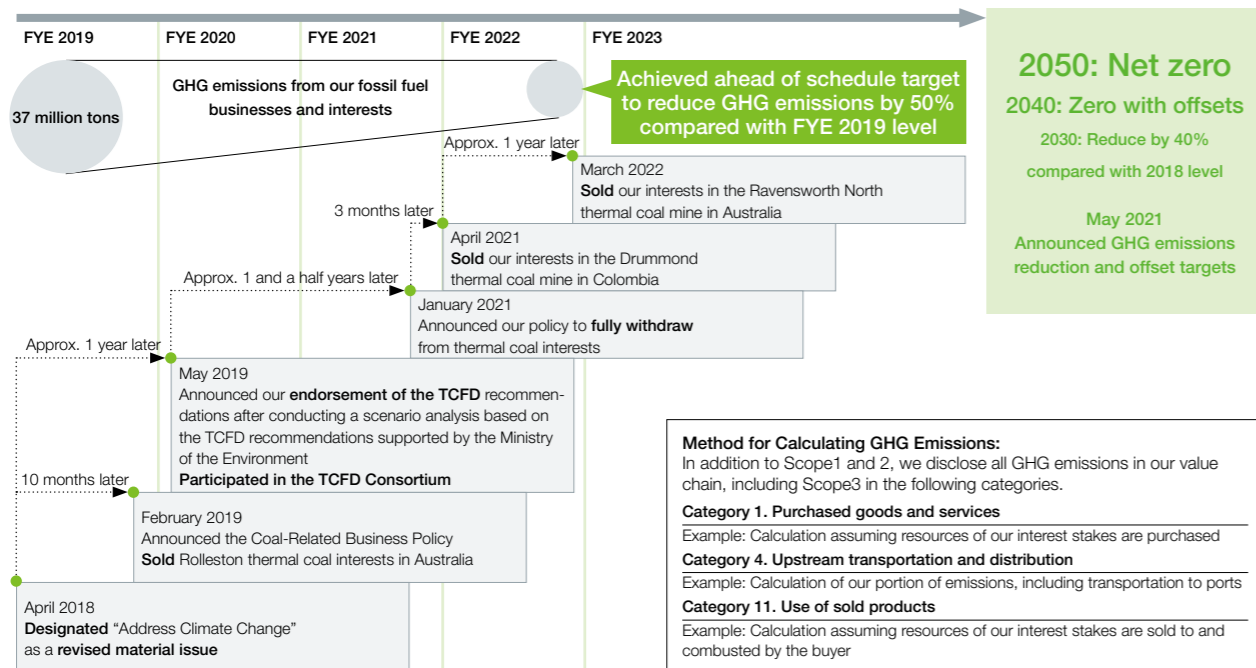 FYE 2019
FYE 2020
FYE 2021
FYE 2022
FYE 2023
37 million tons
GHG emissions from our fossil fuel
businesses and interests
Achieved ahead of schedule target
to reduce GHG emissions by 50%
compared with FYE 2019 level
2050: Net zero
2040: Zero with offsets
2030: Reduce by 40%
compared with 2018 level
May 2021
Announced GHG emissions
reduction and offset targets
Approx. 1 year later
March 2022
Sold our interests in the Ravensworth North
thermal coal mine in Australia
3 months later
April 2021
Sold our interests in the Drummond
thermal coal mine in Colombia
Approx. 1 and a half years later
January 2021
Announced our policy to fully withdraw
from thermal coal interests
Approx. 1 year later
May 2019
Announced our endorsement of the TCFD recommen-
dations after conducting a scenario analysis based on
the TCFD recommendations supported by the Ministry
of the Environment
Participated in the TCFD Consortium
10 months later
February 2019
Announced the Coal-Related Business Policy
Sold Rolleston thermal coal interests in Australia
April 2018
Designated “Address Climate Change”
as a revised material issue
Method for Calculating GHG Emissions:
In addition to Scope1 and 2, we disclose all GHG emissions in our value
chain, including Scope3 in the following categories.
Category 1. Purchased goods and services
Example: Calculation assuming resources of our interest stakes are purchased
Category 4. Upstream transportation and distribution
Example: Calculation of our portion of emissions, including transportation to ports
Category 11. Use of sold products
Example: Calculation assuming resources of our interest stakes are sold to and
combusted by the buyer